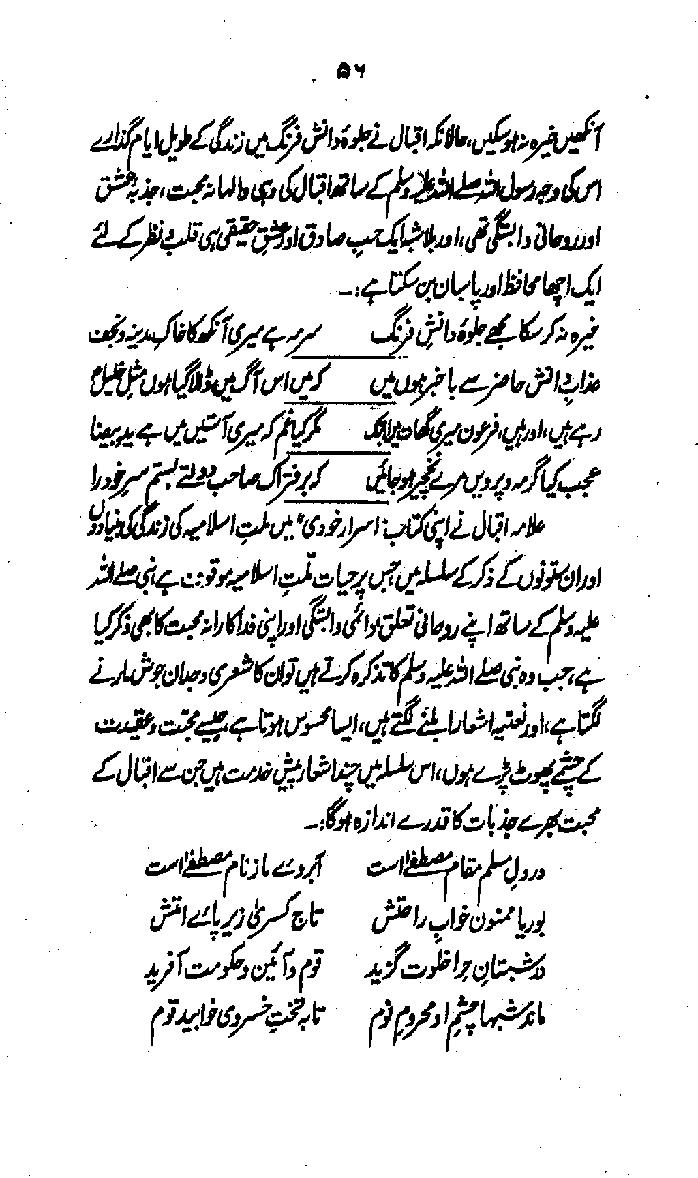 ۵۶
آنکھیں خیرہ نہ ہوسکیں، حالانکہ اقبال نے جلوۂ دانش فرنگ میں زندگی کے طویل ایام گذارے
اس کی وجہ رسول اللہ صلے اللہ علیہ وسلم کے ساتھ اقبال کی وہی والہانہ محبت، جذبۂ عشق
اور روحانی وابستگی تھی، اور بلاشبہ ایک حبِ صادق اور عشقِ حقیقی ہی قلب و نظر کے لئے
ایک اچھا محافظ اور پاسبان بن سکتا ہے:۔
خیرہ نہ کر سکا مجھے جلوۂ دانشِ فرنگ سرمہ ہے میری آنکھ کا خاک مدینہ و نجف
عذابِ دانش حاضر سے باخبر ہوں میں کہ میں اس آگ میں ڈالا گیا ہوں مثلِ خلیلؑ
رہے ہیں، اور ہیں، فرعون میری گھات میں ابتک مگر کیا غم کہ میری آستیں میں ہے یدِ بیضا
عجب کیا گر مہ و پرویں مرے نخچیر ہوجائیں کہ بر فتراک صاحب دولتے بستم سرِ خود را
علامہ اقبال نے اپنی کتاب "اسرار خودی" میں ملت اسلامیہ کی زندگی کی بنیادوں
اور ان ستونوں کے ذکر کے سلسلہ میں جس پر حیات ملّتِ اسلامیہ موقوف ہے، نبی صلے اللہ
علیہ وسلم کے ساتھ اپنے روحانی تعلق، دائمی وابستگی اور اپنی فداکارانہ محبت کا بھی ذکر کیا
ہے، جب وہ نبی صلے اللہ علیہ وسلم کا تذکرہ کرتے ہیں تو ان کا شعری وجدان جوش مارنے
لگتا ہے، اور نعتیہ اشعار ابلنے لگتے ہیں، ایسا محسوس ہوتا ہے، جیسے محبّت و عقیدت
کے چشمے پھوٹ پڑے ہوں، اس سلسلہ میں چند اشعار پیش خدمت ہیں جن سے اقبال کے
محبت بھرے جذبات کا قدرے اندازہ ہوگا:۔
در دلِ مسلم مقام مصطفےٰؐ است آبروئے ما ز نام مصطفےٰؐ است
بوریا ممنون خوابِ راحتش تاج کسریٰ زیر پائے امتش
در شبستانِ حرا خلوت گزید قوم و آئین و حکومت آفرید
ماند شبہا چشمِ او محرومِ نوم تا بہ تختِ خسروی خوابید قوم